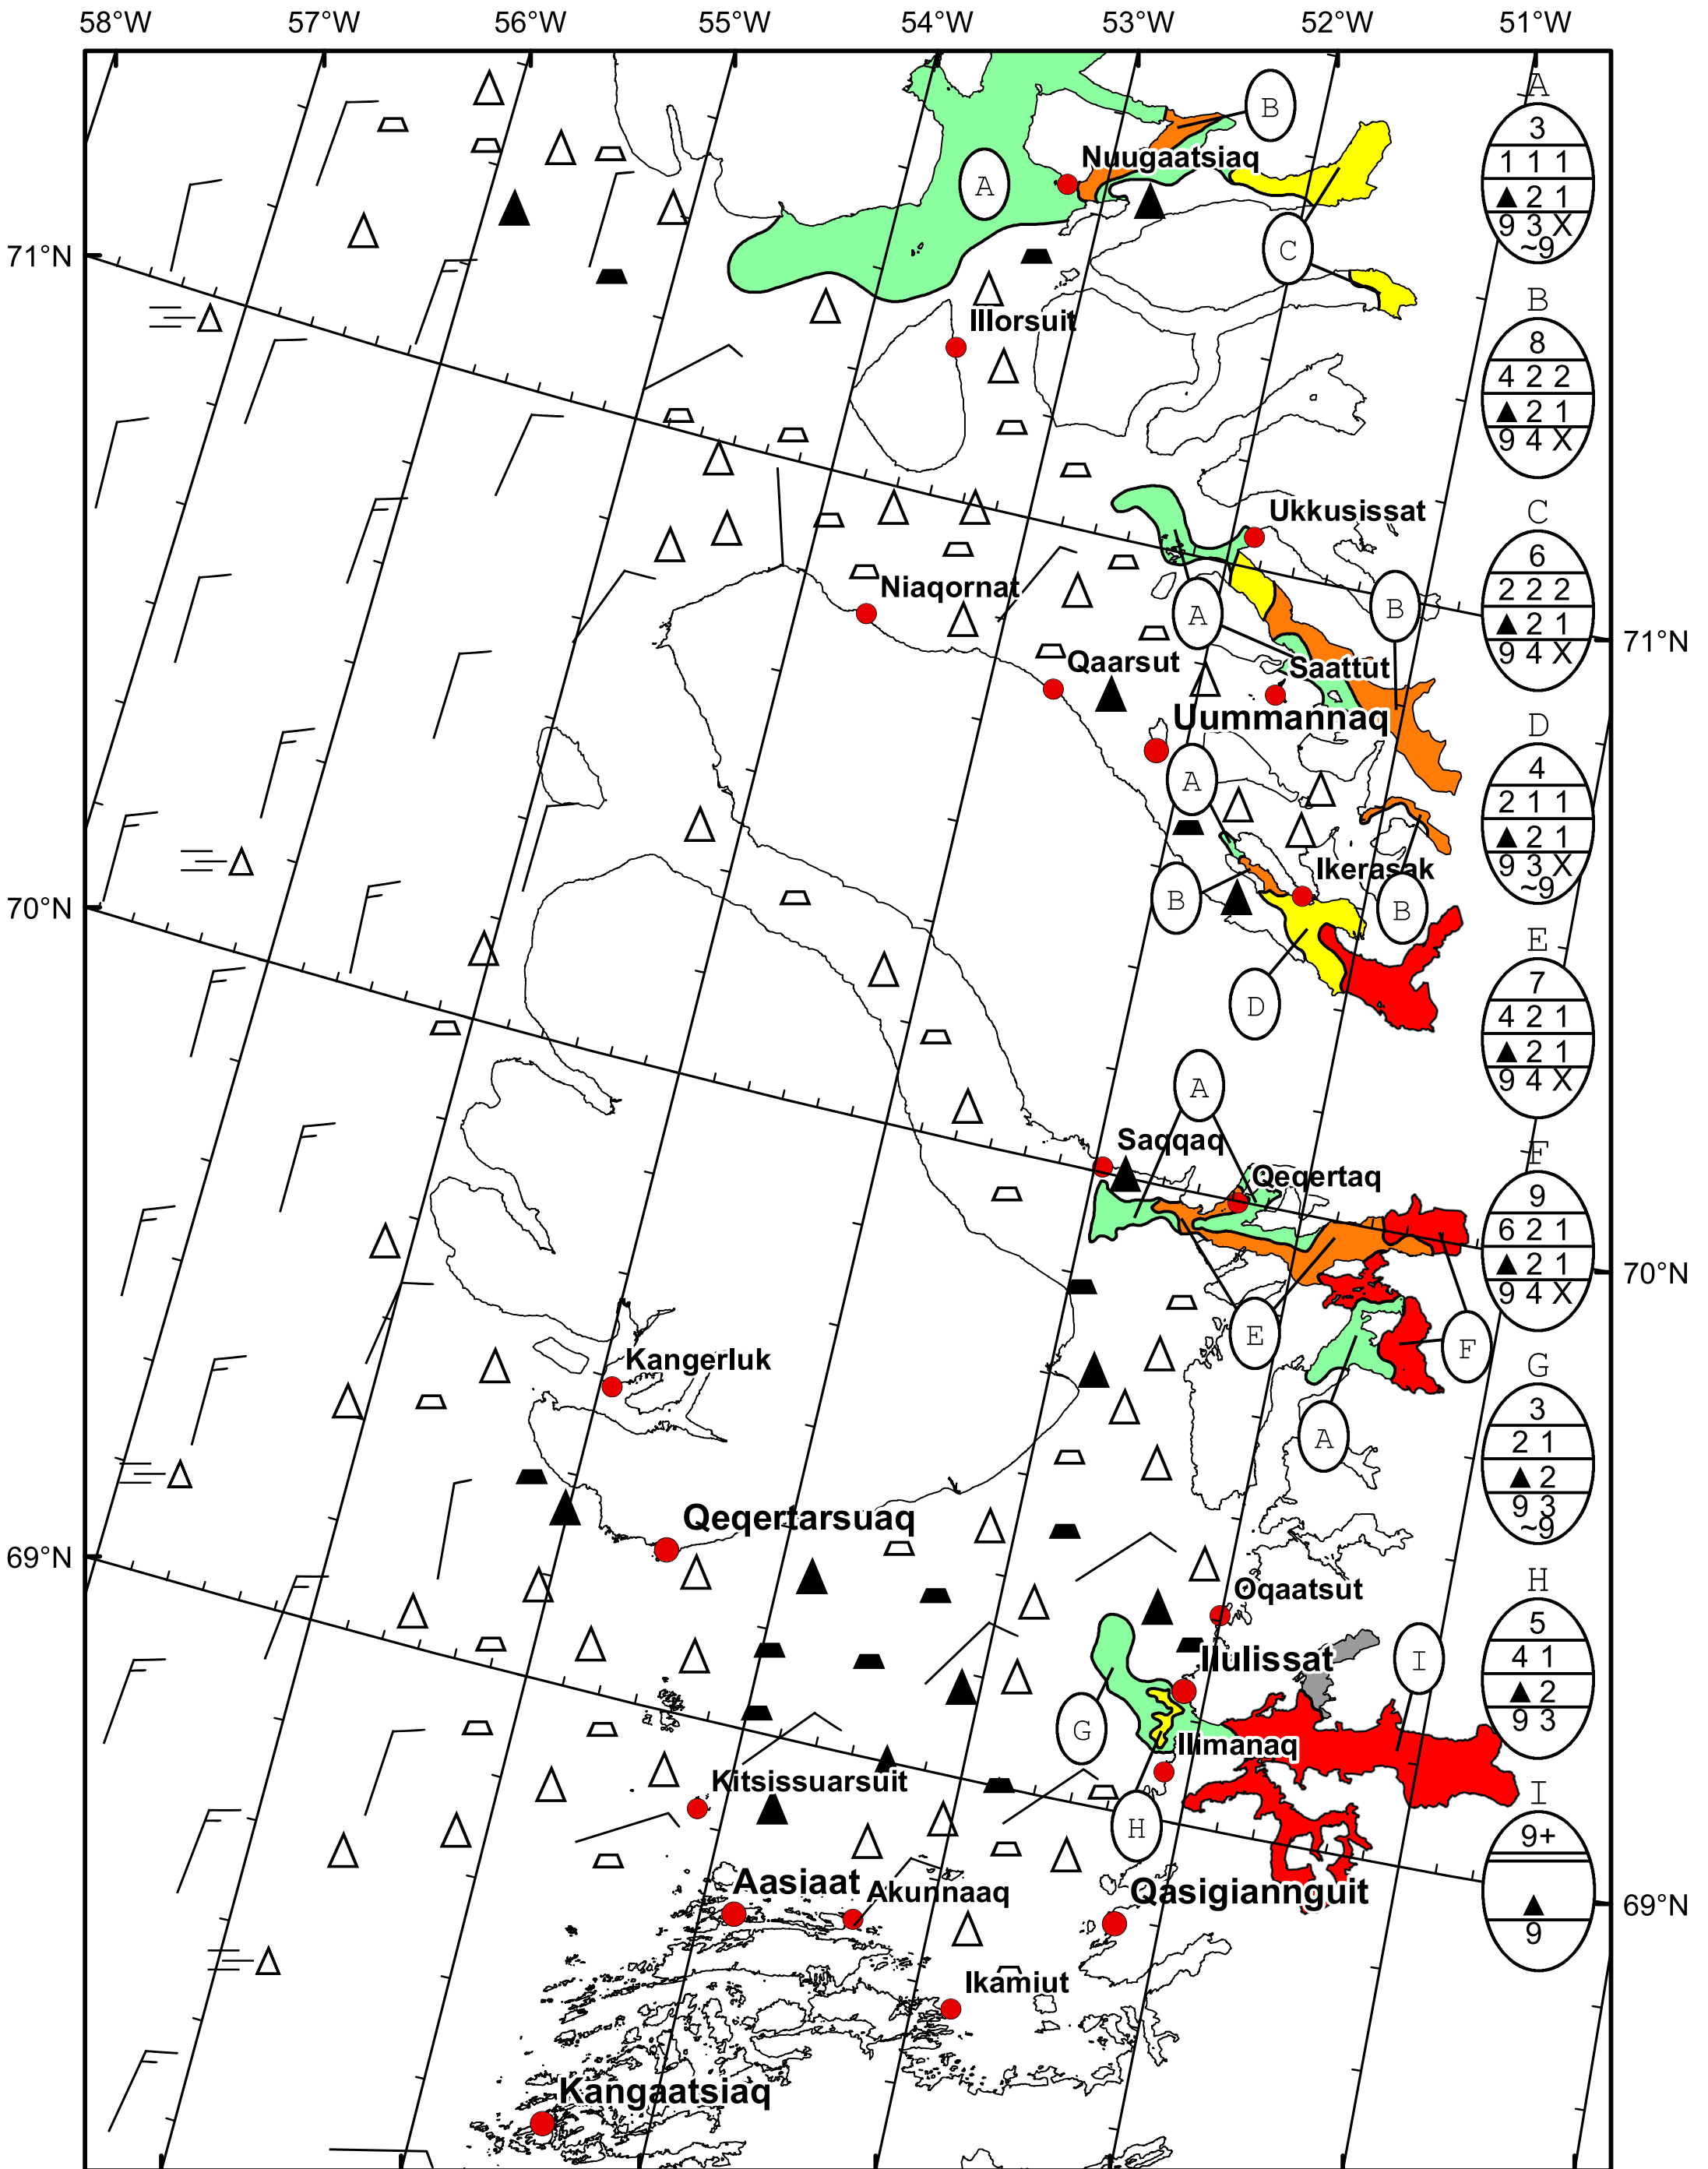 58°W 57°W 56°W 55°W 54°W 53°W 52°W 51°W
A
3
1 1 1
▲ 2 1
9 3 X
~9
B
Nuugaatsiaq
A
C
71°N
Illorsuit
B
8
4 2 2
▲ 2 1
9 4 X
Ukkusissat
C
6
2 2 2
▲ 2 1
9 4 X
Niaqornat
A
B
Qaarsut
Saattut
71°N
Uummannaq
A
D
4
2 1 1
▲ 2 1
9 3 X
~9
Ikerasak
B
B
70°N
D
E
7
4 2 1
▲ 2 1
9 4 X
A
Saqqaq
Qeqertaq
F
9
6 2 1
▲ 2 1
9 4 X
70°N
E
F
Kangerluk
A
G
3
2 1
▲ 2
9 3
~9
Qeqertarsuaq
69°N
Oqaatsut
H
5
4 1
▲ 2
9 3
Ilulissat
I
G
Ilimanaq
Kitsissuarsuit
H
I
9+
▲
9
Aasiaat
Akunnaaq
Qasigiannguit
69°N
Ikamiut
Kangaatsiaq